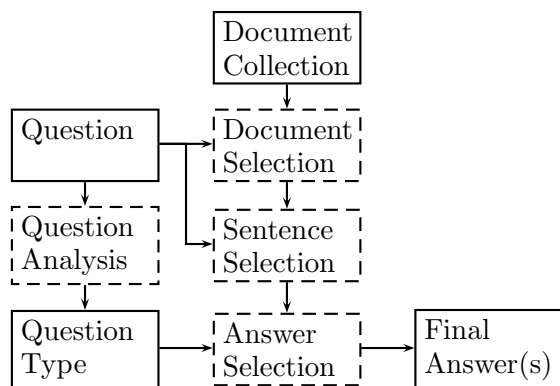 Document
Collection
Question
Document
Selection
Question
Analysis
Sentence
Selection
Question
Type
Answer
Selection
Final
Answer(s)